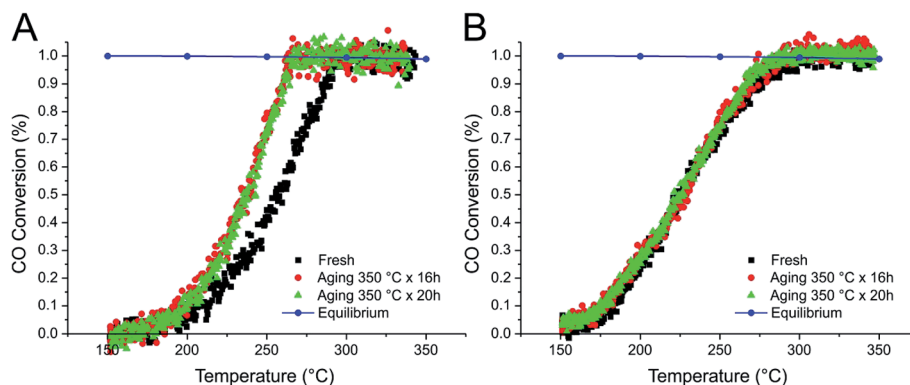 A
CO Conversion (%)
1.0
0.9
0.8
0.7
0.6
0.5
0.4
0.3
0.2
0.1
0.0
Fresh
Aging 350 °C x 16h
Aging 350 °C x 20h
Equilibrium
150 200 250 300 350
Temperature (°C)
B
CO Conversion (%)
1.0
0.9
0.8
0.7
0.6
0.5
0.4
0.3
0.2
0.1
0.0
Fresh
Aging 350 °C x 16h
Aging 350 °C x 20h
Equilibrium
150 200 250 300 350
Temperature (°C)